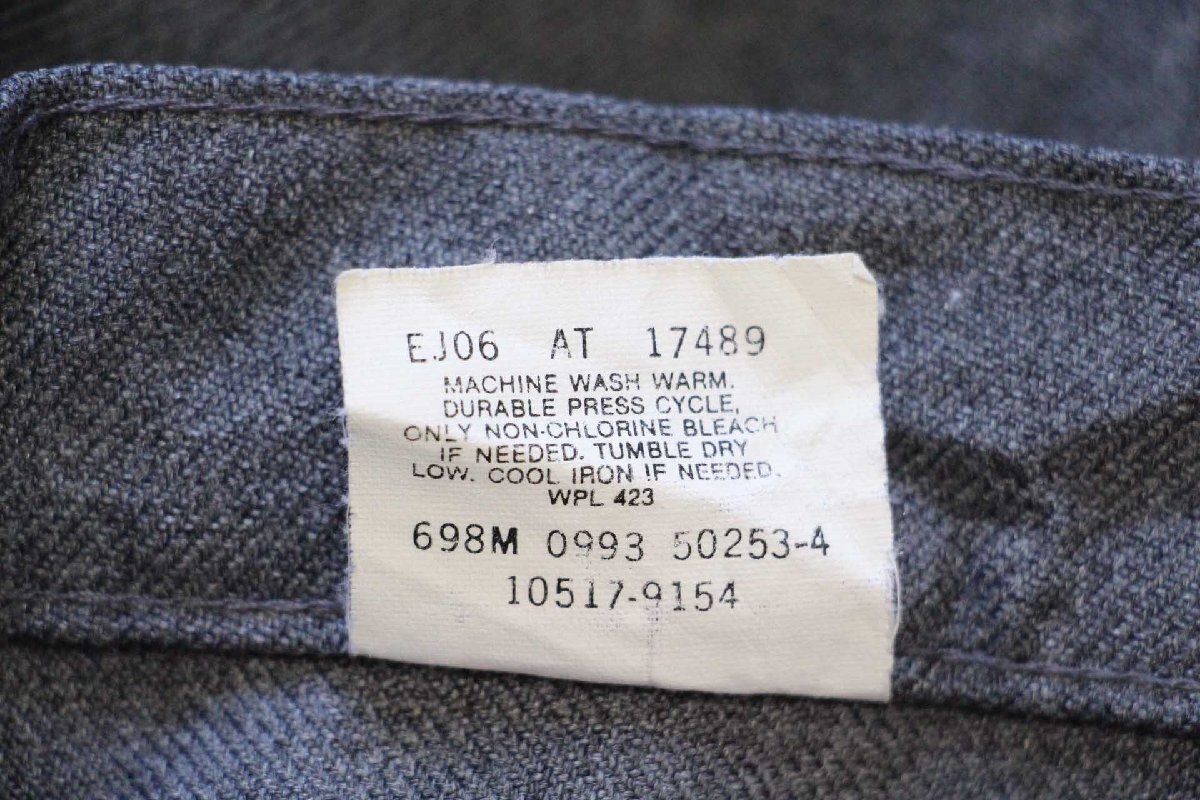 EJ06 AT 17489
MACHINE WASH WARM.
DURABLE PRESS CYCLE,
ONLY NON-CHLORINE BLEACH
IF NEEDED. TUMBLE DRY
LOW. COOL IRON IF NEEDED.
WPL 423
698M 0993 50253-4
10517-9154